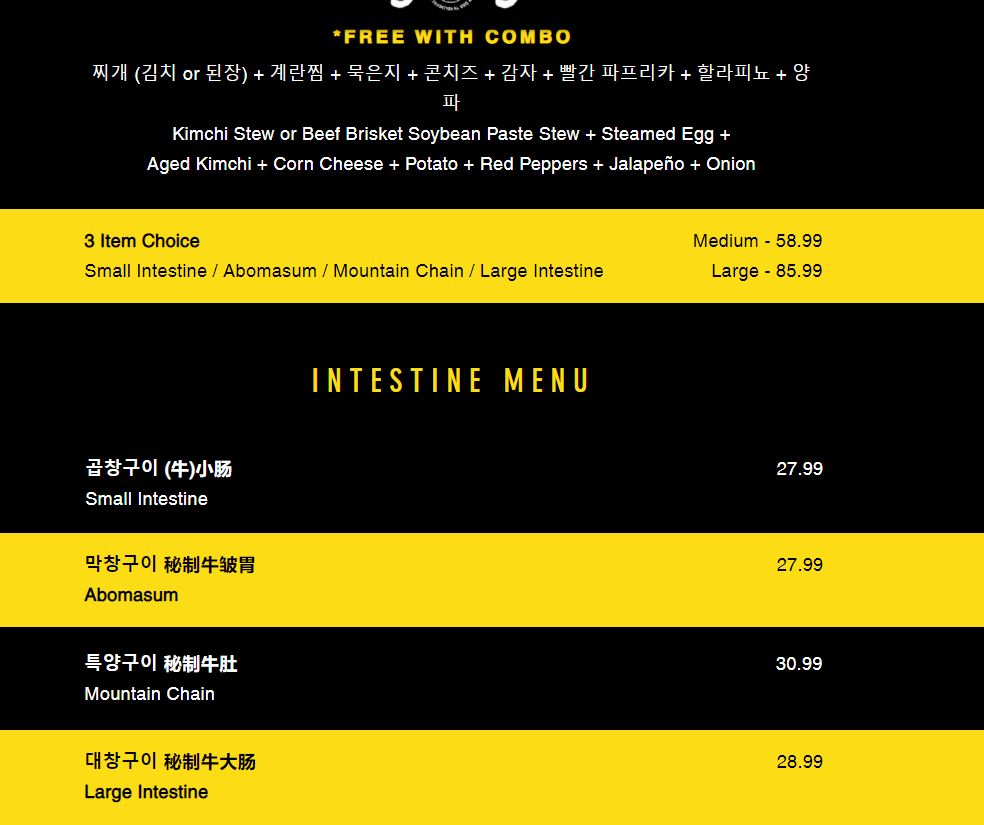 *FREE WITH COMBO
찌개 (김치 or 된장) + 계란찜 + 묵은지 + 콘치즈 + 감자 + 빨간 파프리카 + 할라피뇨 + 양
파
Kimchi Stew or Beef Brisket Soybean Paste Stew + Steamed Egg +
Aged Kimchi + Corn Cheese + Potato + Red Peppers + Jalapeño + Onion
3 Item Choice Medium - 58.99
Small Intestine / Abomasum / Mountain Chain / Large Intestine Large - 85.99
INTESTINE MENU
곱창구이 (牛)小肠 27.99
Small Intestine
막창구이 秘制牛皱胃 27.99
Abomasum
특양구이 秘制牛肚 30.99
Mountain Chain
대창구이 秘制牛大肠 28.99
Large Intestine